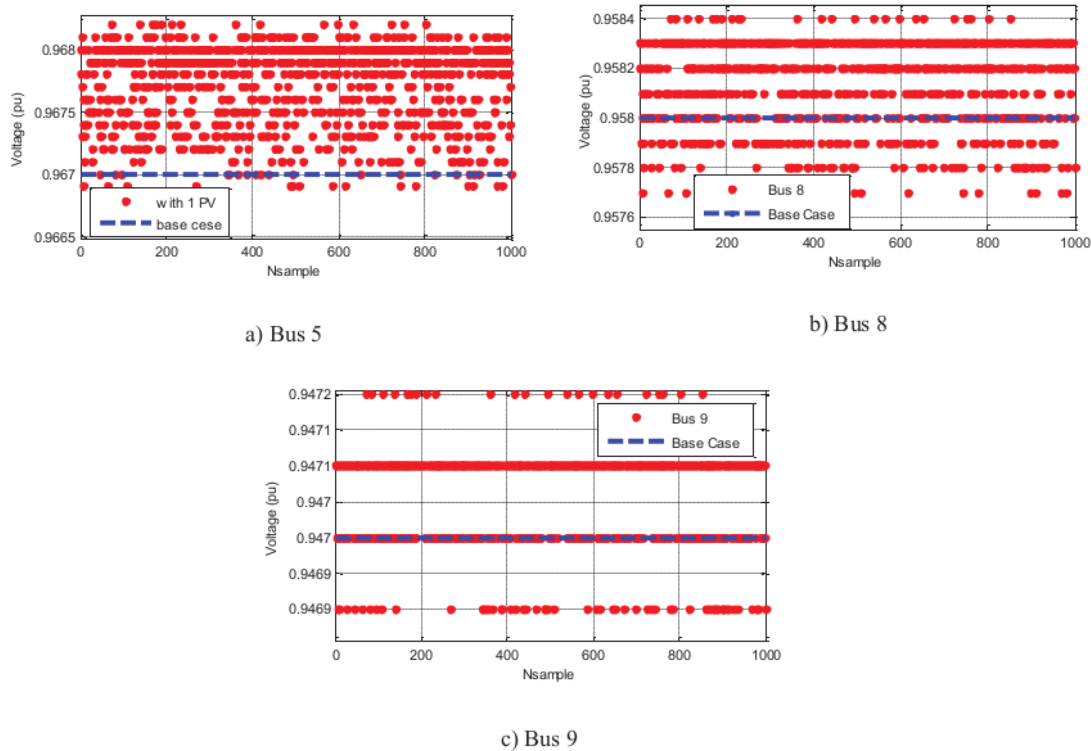 0.968
0.9675
0.967
0.9665
Voltage (pu)
with 1 PV
base cese
0 200 400 600 800 1000
Nsample
a) Bus 5
0.9584
0.9582
0.958
0.9578
0.9576
Voltage (pu)
Bus 8
Base Case
0 200 400 600 800 1000
Nsample
b) Bus 8
0.9472
0.9471
0.9471
0.947
0.947
0.9469
0.9469
Voltage (pu)
Bus 9
Base Case
0 200 400 600 800 1000
Nsample
c) Bus 9